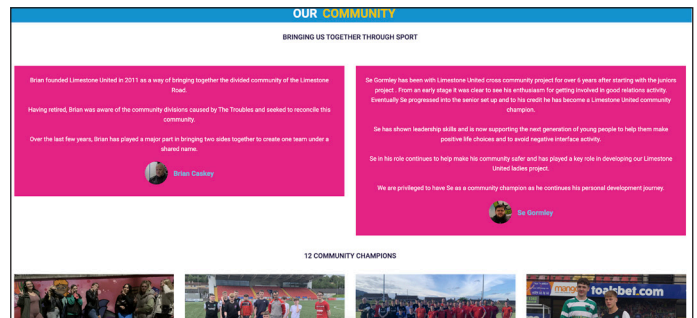 OUR COMMUNITY
BRINGING US TOGETHER THROUGH SPORT
Brian founded Limestone United in 2011 as a way of bringing together the divided community of the Limestone
Road.
Having retired, Brian was aware of the community divisions caused by The Troubles and seeked to reconcile this
community.
Over the last few years, Brian has played a major part in bringing two sides together to create one team under a
shared name.
Brian Caskey
Se Gormley has been with Limestone United cross community project for over 6 years after starting with the juniors
project . From an early stage it was clear to see his enthusiasm for getting involved in good relations activity.
Eventually Se progressed into the senior set up and to his credit he has become a Limestone United community
champion.
Se has shown leadership skills and is now supporting the next generation of young people to help them make
positive life choices and to avoid negative interface activity.
Se in his role continues to help make his community safer and has played a key role in developing our Limestone
United ladies project.
We are privileged to have Se as a community champion as he continues his personal development journey.
Se Gormley
12 COMMUNITY CHAMPIONS
toalsbet.com